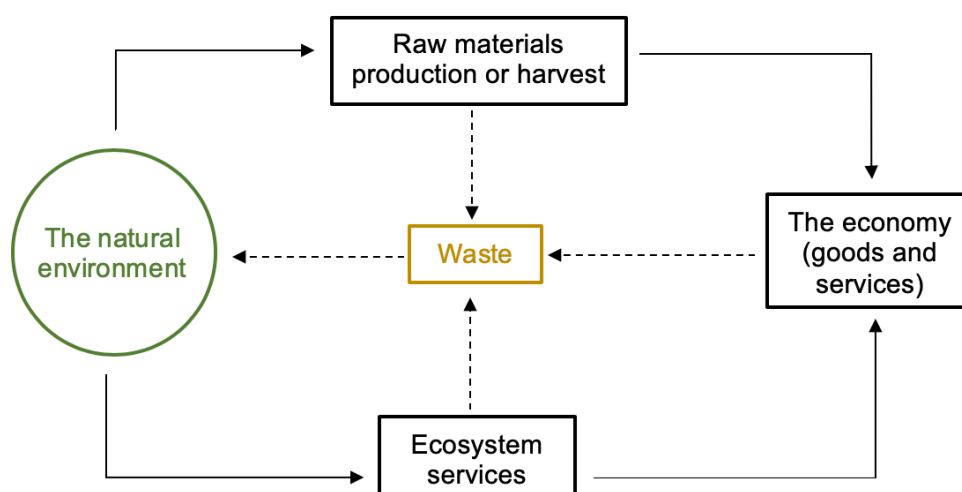 Raw materials
production or harvest
The natural
environment
Waste
The economy
(goods and
services)
Ecosystem
services